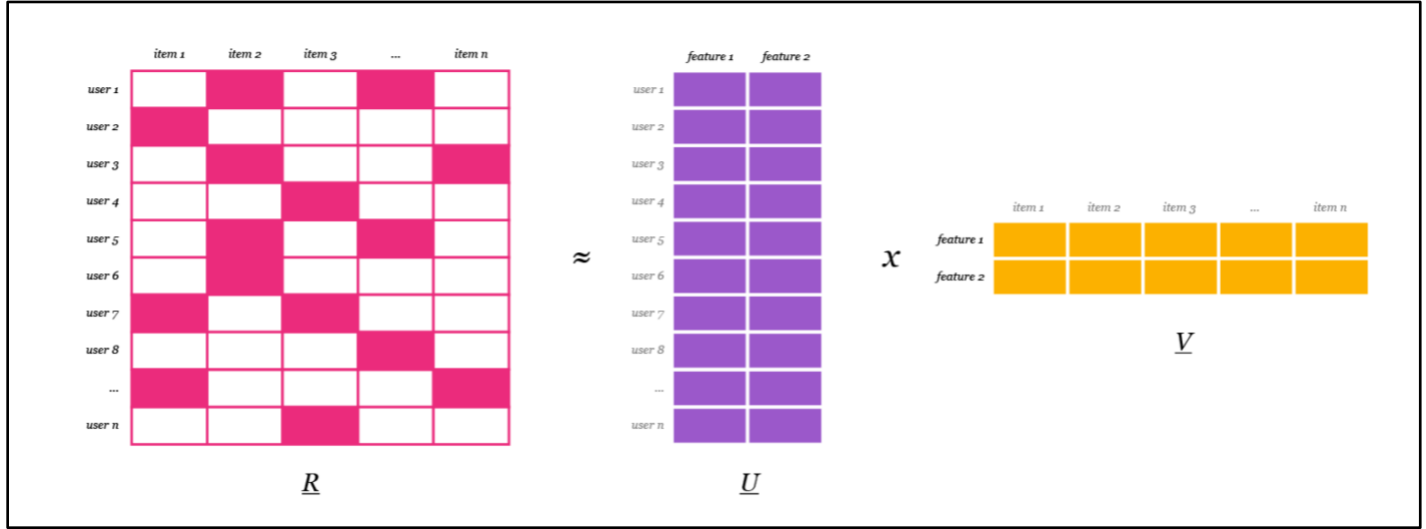 item 1 item 2 item 3 ... item n
user 1
user 2
user 3
user 4
user 5
user 6
user 7
user 8
...
user n
R
≈
feature 1 feature 2
user 1
user 2
user 3
user 4
user 5
user 6
user 7
user 8
...
user n
U
x
item 1 item 2 item 3 ... item n
feature 1
feature 2
V